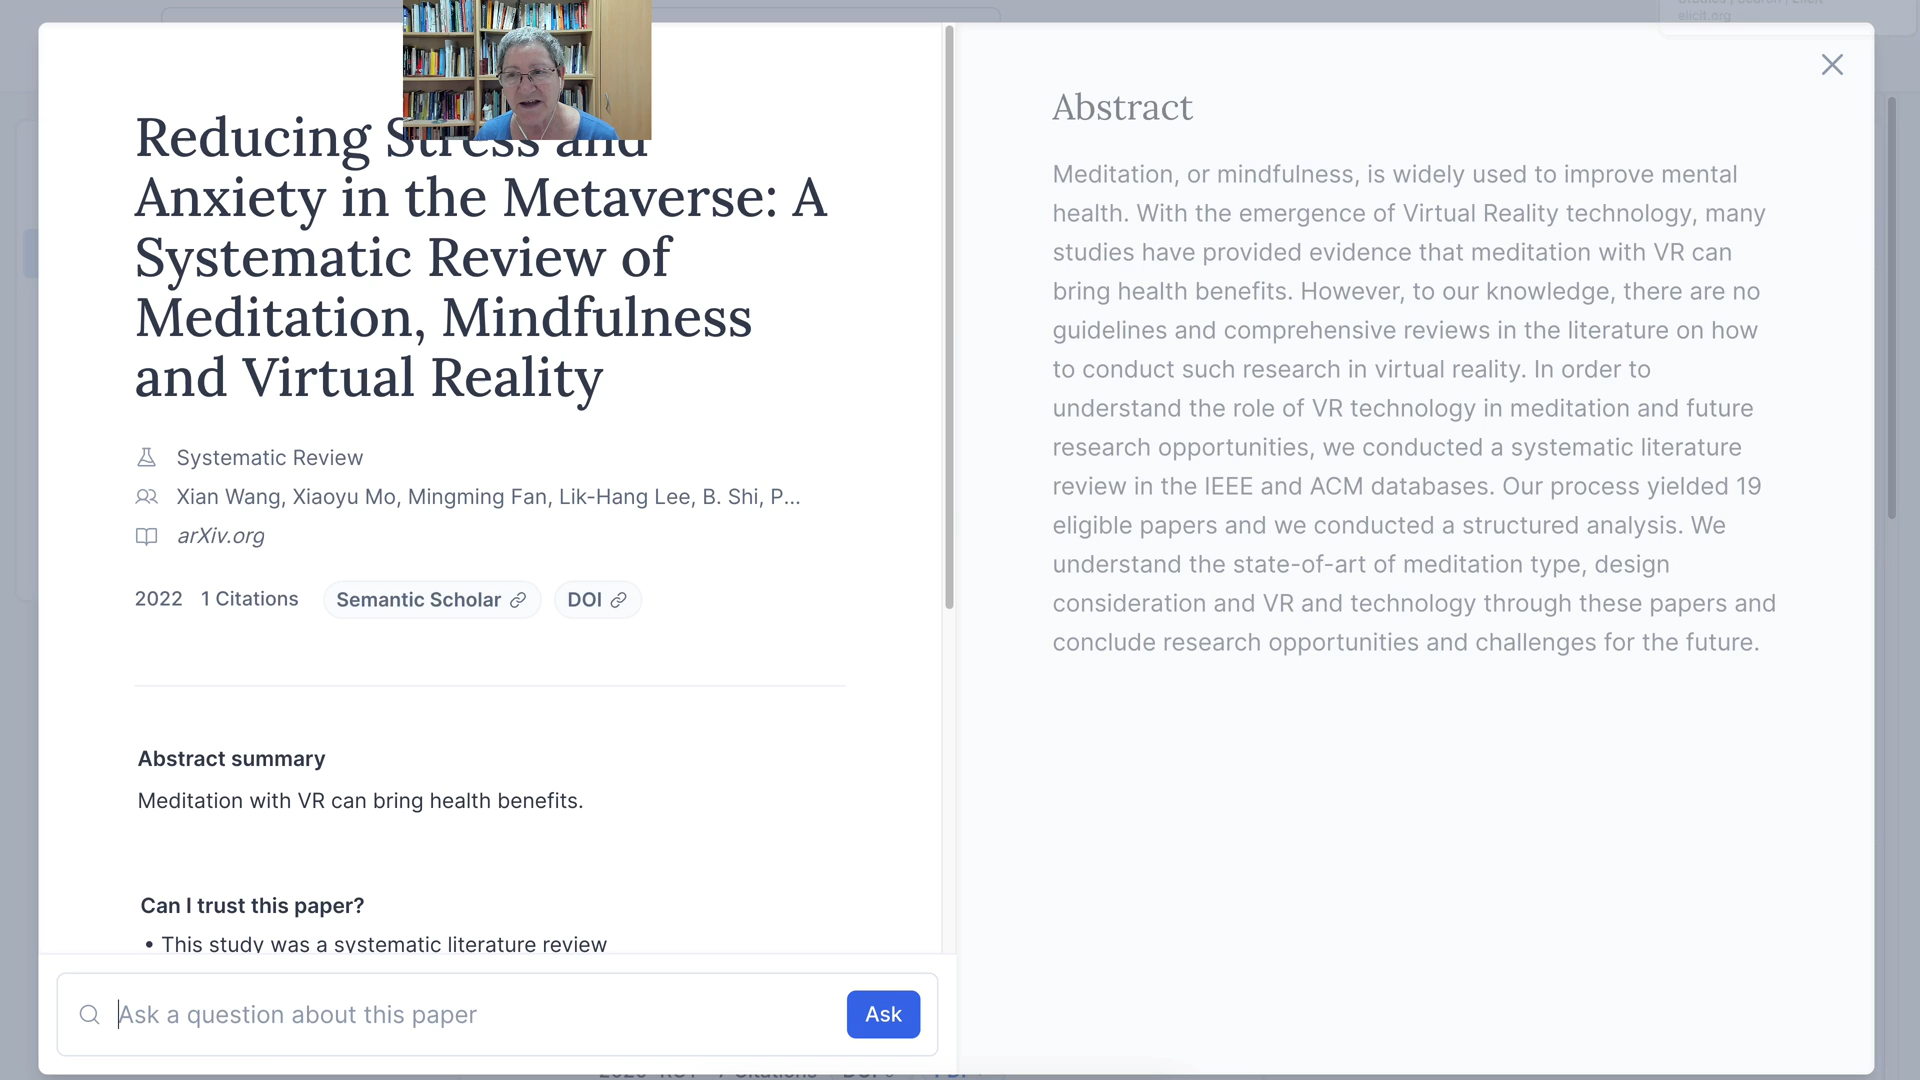 elicit.org
Reducing Stress and
Anxiety in the Metaverse: A
Systematic Review of
Meditation, Mindfulness
and Virtual Reality
Systematic Review
Xian Wang, Xiaoyu Mo, Mingming Fan, Lik-Hang Lee, B. Shi, P...
arXiv.org
2022 1 Citations Semantic Scholar DOI
Abstract summary
Meditation with VR can bring health benefits.
Can I trust this paper?
• This study was a systematic literature review
Ask a question about this paper
Ask
Abstract
Meditation, or mindfulness, is widely used to improve mental
health. With the emergence of Virtual Reality technology, many
studies have provided evidence that meditation with VR can
bring health benefits. However, to our knowledge, there are no
guidelines and comprehensive reviews in the literature on how
to conduct such research in virtual reality. In order to
understand the role of VR technology in meditation and future
research opportunities, we conducted a systematic literature
review in the IEEE and ACM databases. Our process yielded 19
eligible papers and we conducted a structured analysis. We
understand the state-of-art of meditation type, design
consideration and VR and technology through these papers and
conclude research opportunities and challenges for the future.